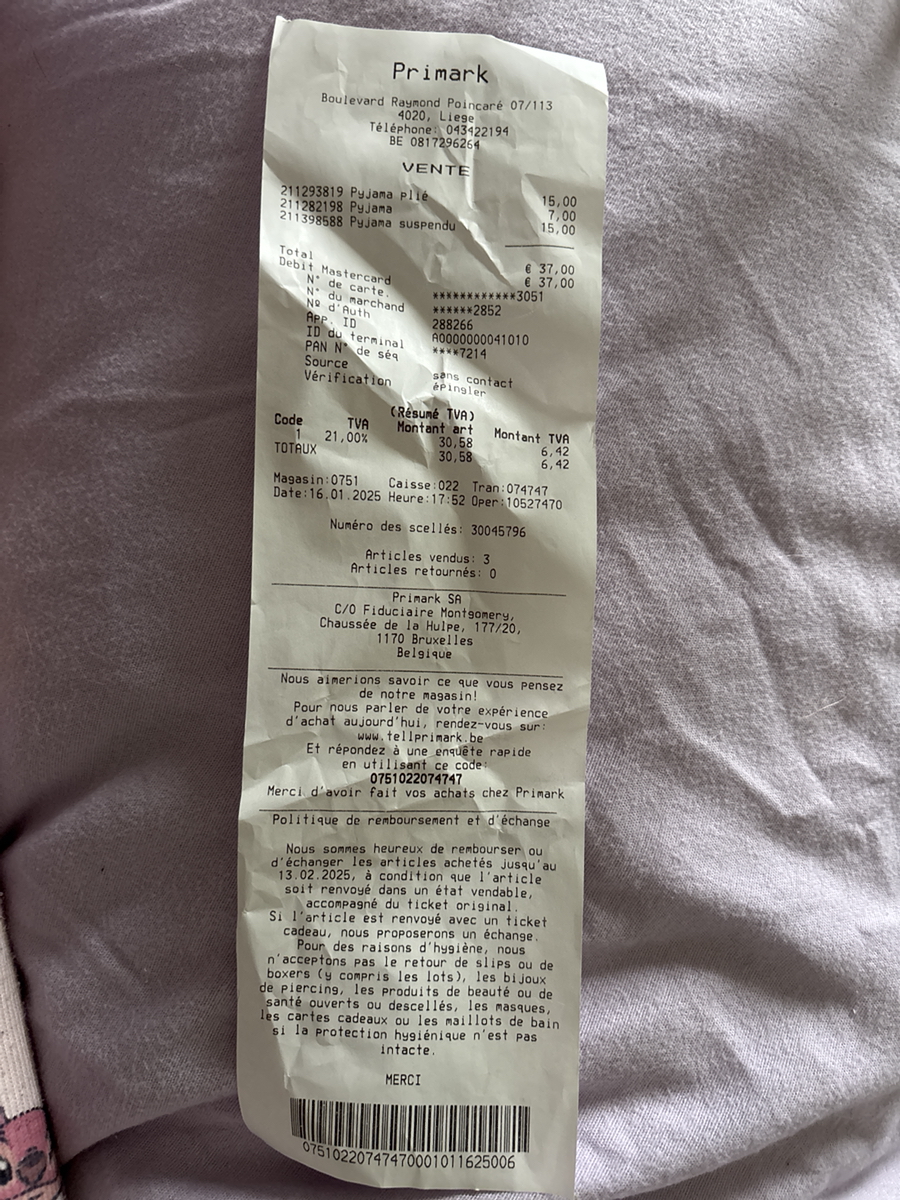 Primark
Boulevard Raymond Poincaré 07/113
4020, Liege
Téléphone: 043422194
BE 0817296264
VENTE
211293819 Pyjama plié 15,00
211282198 Pyjama 7,00
211398588 Pyjama suspendu 15,00
Total € 37,00
Debit Mastercard € 37,00
N° de carte. ************3051
N° du marchand ******2852
Nº d'Auth 288266
App. ID A0000000041010
ID du terminal ****7214
PAN N° de séq
Source sans contact
Vérification épingler
(Résumé TVA)
Code TVA Montant art Montant TVA
1 21,00% 30,58 6,42
TOTAUX 30,58 6,42
Magasin:0751 Caisse:022 Tran:074747
Date:16.01.2025 Heure:17:52 Oper:10527470
Numéro des scellés: 30045796
Articles vendus: 3
Articles retournés: 0
Primark SA
C/O Fiduciaire Montgomery,
Chaussée de la Hulpe, 177/20,
1170 Bruxelles
Belgique
Nous aimerions savoir ce que vous pensez
de notre magasin!
Pour nous parler de votre expérience
d'achat aujourd'hui, rendez-vous sur:
www.tellprimark.be
Et répondez à une enquête rapide
en utilisant ce code:
0751022074747
Merci d'avoir fait vos achats chez Primark
Politique de remboursement et d'échange
Nous sommes heureux de rembourser ou
d'échanger les articles achetés jusqu'au
13.02.2025, à condition que l'article
soit renvoyé dans un état vendable,
accompagné du ticket original.
Si l'article est renvoyé avec un ticket
cadeau, nous proposerons un échange.
Pour des raisons d'hygiène, nous
n'acceptons pas le retour de slips ou de
boxers (y compris les lots), les bijoux
de piercing, les produits de beauté ou de
santé ouverts ou descellés, les masques,
les cartes cadeaux ou les maillots de bain
si la protection hygiénique n'est pas
intacte.
MERCI
07510220747470001011625006